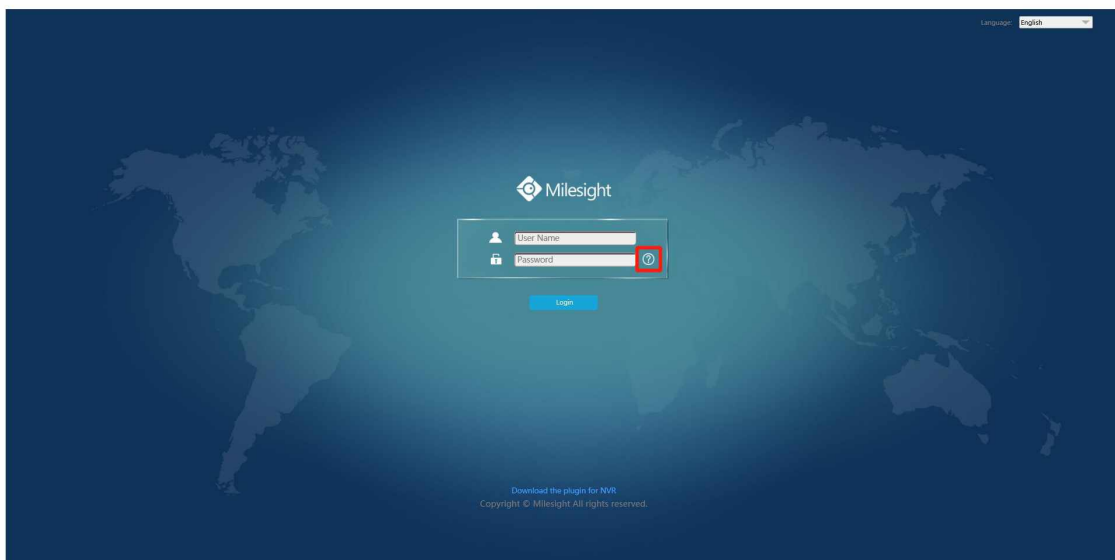 Language: English
Milesight
User Name
Password
?
Login
Download the plugin for NVR
Copyright © Milesight All rights reserved.